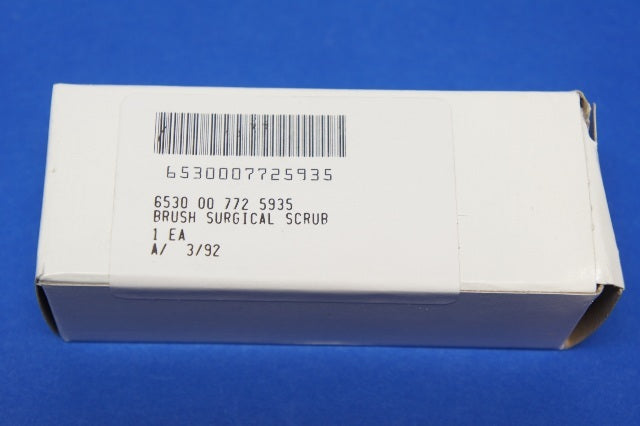 6530007725935
6530 00 772 5935
BRUSH SURGICAL SCRUB
1 EA
A/ 3/92